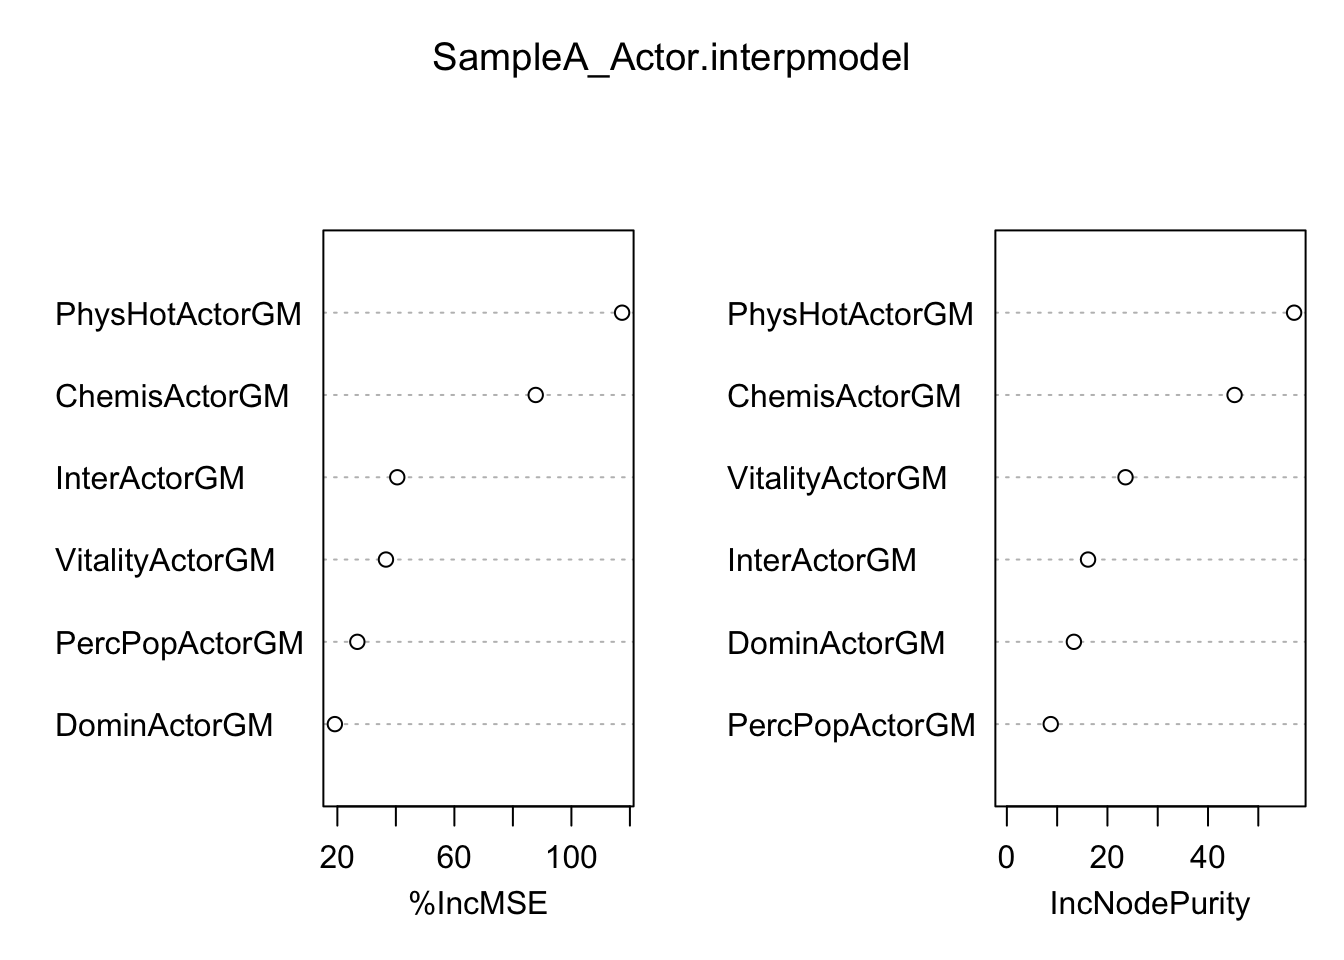 SampleA_Actor.interpmodel
PhysHotActorGM
ChemisActorGM
InterActorGM
VitalityActorGM
PercPopActorGM
DominActorGM
20 60 100
%IncMSE
PhysHotActorGM
ChemisActorGM
VitalityActorGM
InterActorGM
DominActorGM
PercPopActorGM
0 20 40
IncNodePurity